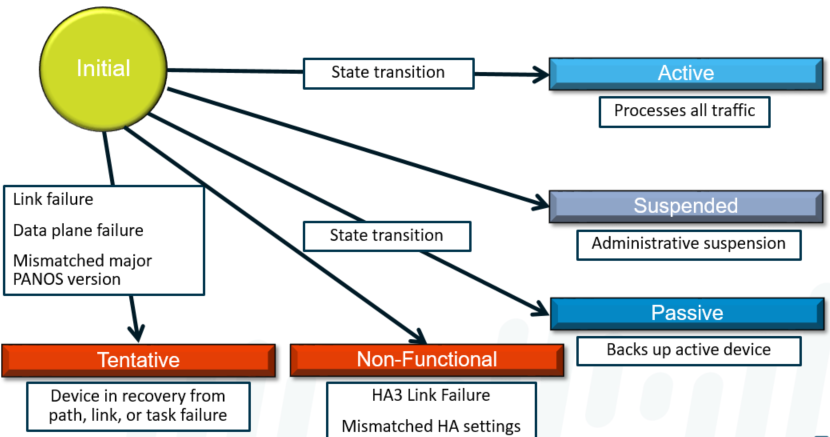 Initial
State transition
Active
Processes all traffic
Link failure
Data plane failure
Mismatched major
PANOS version
Suspended
Administrative suspension
State transition
Passive
Backs up active device
Tentative
Device in recovery from
path, link, or task failure
Non-Functional
HA3 Link Failure
Mismatched HA settings